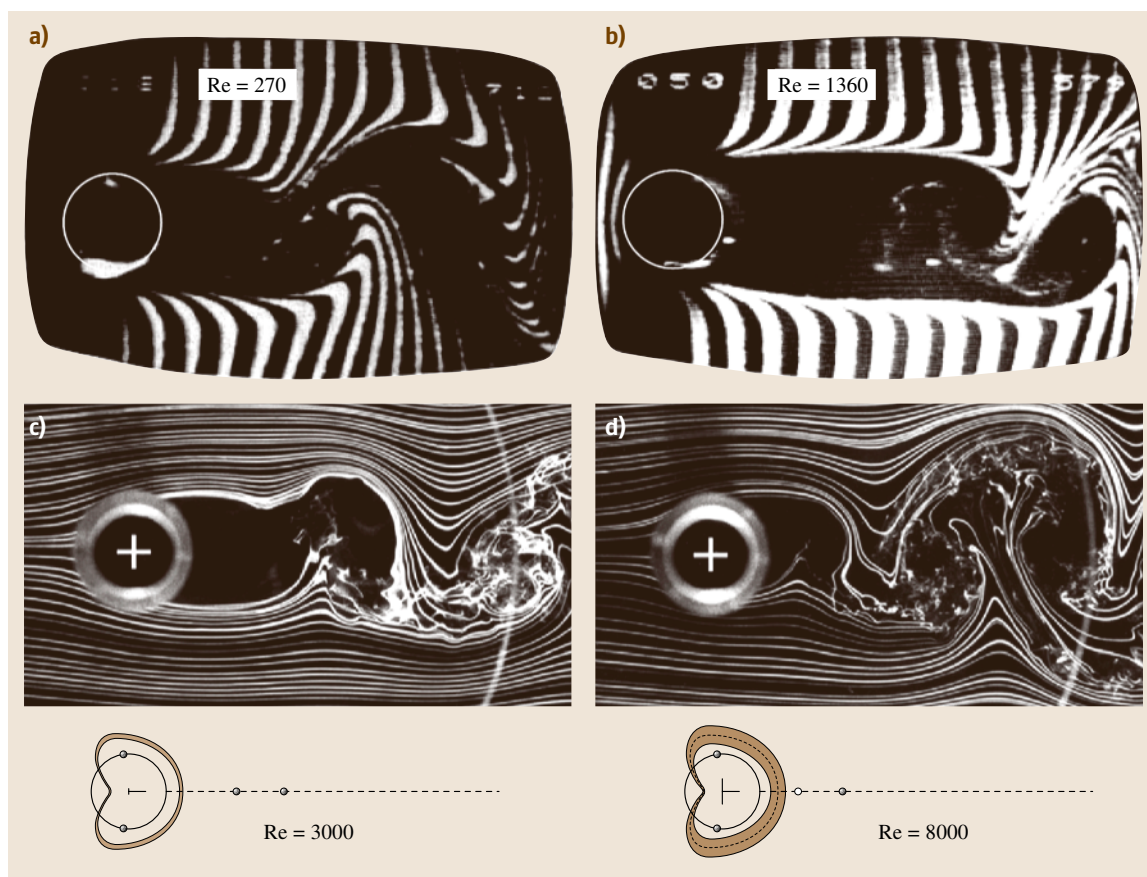 a)
Re = 270
b)
050
Re = 1360
c)
d)
Re = 3000
Re = 8000